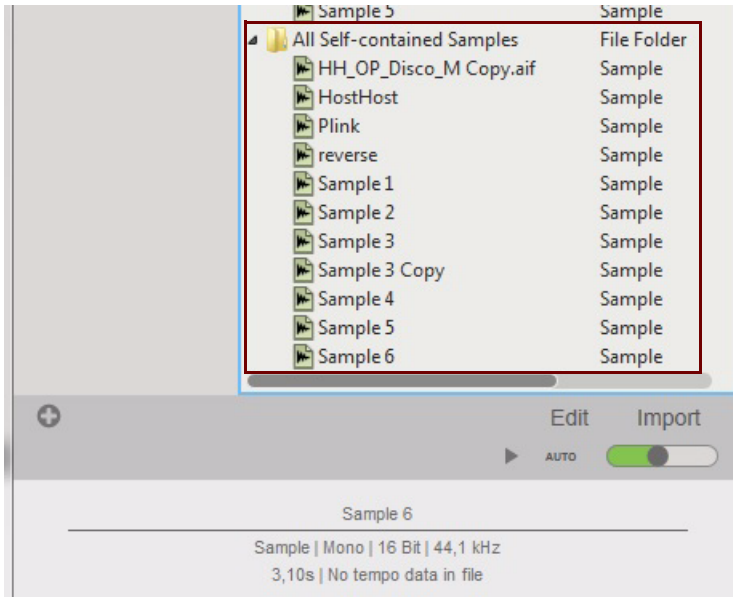 Sample 5 Sample
All Self-contained Samples File Folder
HH_OP_Disco_M Copy.aif Sample
HostHost Sample
Plink Sample
reverse Sample
Sample 1 Sample
Sample 2 Sample
Sample 3 Sample
Sample 3 Copy Sample
Sample 4 Sample
Sample 5 Sample
Sample 6 Sample
Edit Import
AUTO
Sample 6
Sample | Mono | 16 Bit | 44,1 kHz
3,10s | No tempo data in file